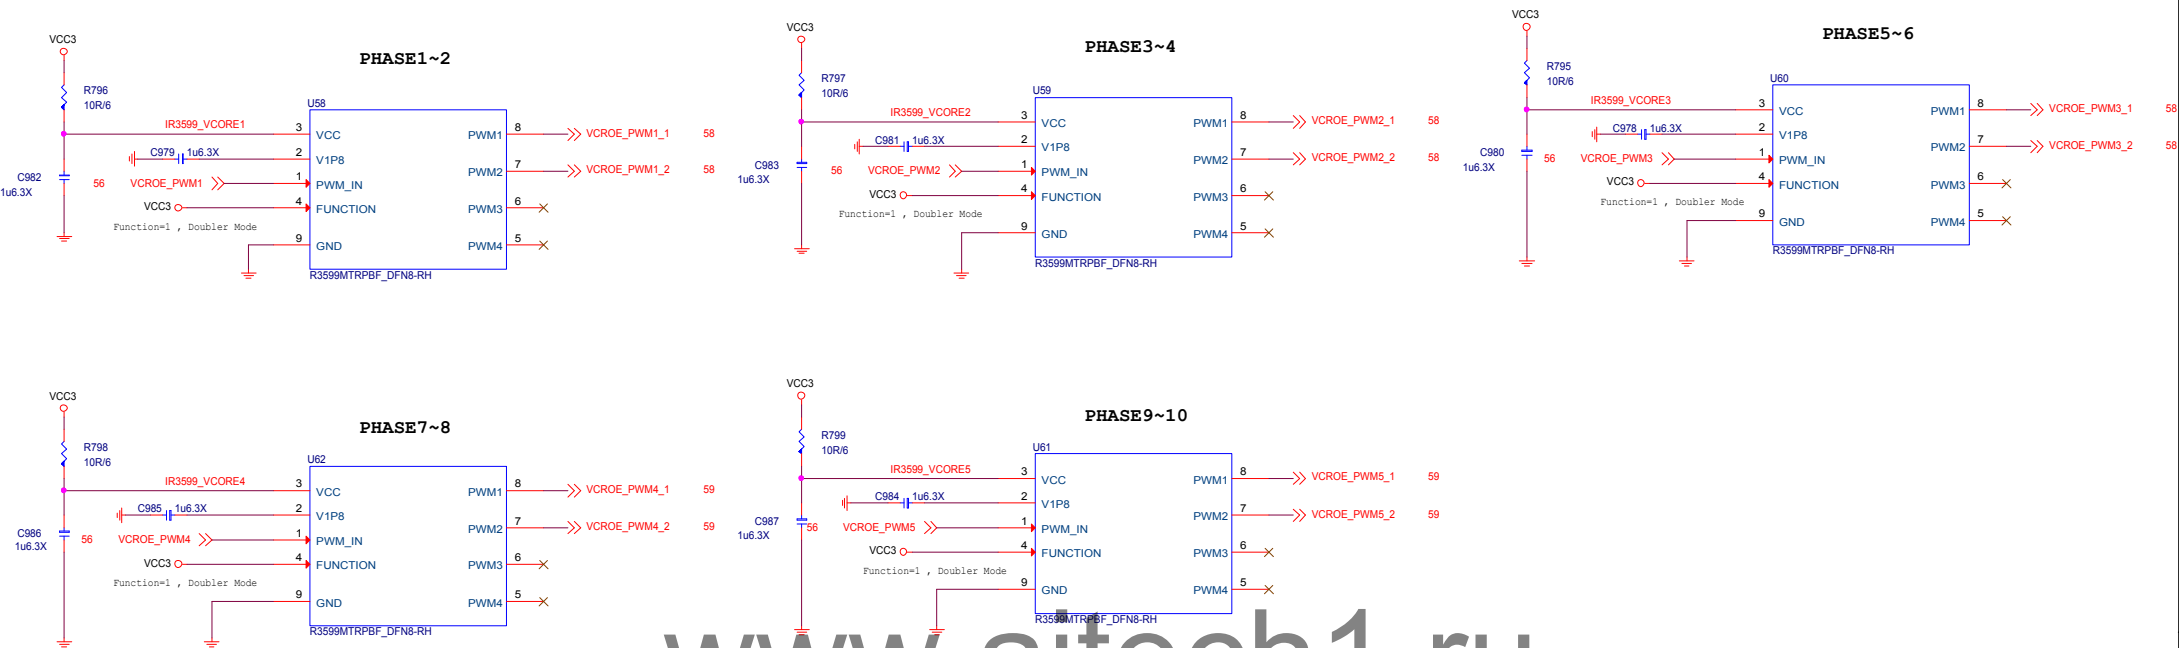 PHASE1~2
VCC3
R796
10R/6
U58
IR3599_VCORE1
3
VCC
PWM1
8
VCROE_PWM1_1
58
C979
1u6.3X
2
V1P8
PWM2
7
VCROE_PWM1_2
58
C982
1u6.3X
56
VCROE_PWM1
1
PWM_IN
VCC3
4
FUNCTION
PWM3
6
Function=1 , Doubler Mode
9
GND
PWM4
5
R3599MTRPBF_DFN8-RH
PHASE3~4
VCC3
R797
10R/6
U59
IR3599_VCORE2
3
VCC
PWM1
8
VCROE_PWM2_1
58
C981
1u6.3X
2
V1P8
PWM2
7
VCROE_PWM2_2
58
C983
1u6.3X
56
VCROE_PWM2
1
PWM_IN
VCC3
4
FUNCTION
PWM3
6
Function=1 , Doubler Mode
9
GND
PWM4
5
R3599MTRPBF_DFN8-RH
PHASE5~6
VCC3
R795
10R/6
U60
IR3599_VCORE3
3
VCC
PWM1
8
VCROE_PWM3_1
58
C978
1u6.3X
2
V1P8
PWM2
7
VCROE_PWM3_2
58
C980
1u6.3X
56
VCROE_PWM3
1
PWM_IN
VCC3
4
FUNCTION
PWM3
6
Function=1 , Doubler Mode
9
GND
PWM4
5
R3599MTRPBF_DFN8-RH
PHASE7~8
VCC3
R798
10R/6
U62
IR3599_VCORE4
3
VCC
PWM1
8
VCROE_PWM4_1
59
C985
1u6.3X
2
V1P8
PWM2
7
VCROE_PWM4_2
59
C986
1u6.3X
56
VCROE_PWM4
1
PWM_IN
VCC3
4
FUNCTION
PWM3
6
Function=1 , Doubler Mode
9
GND
PWM4
5
R3599MTRPBF_DFN8-RH
PHASE9~10
VCC3
R799
10R/6
U61
IR3599_VCORE5
3
VCC
PWM1
8
VCROE_PWM5_1
59
C984
1u6.3X
2
V1P8
PWM2
7
VCROE_PWM5_2
59
C987
1u6.3X
56
VCROE_PWM5
1
PWM_IN
VCC3
4
FUNCTION
PWM3
6
Function=1 , Doubler Mode
9
GND
PWM4
5
R3599MTRPBF_DFN8-RH